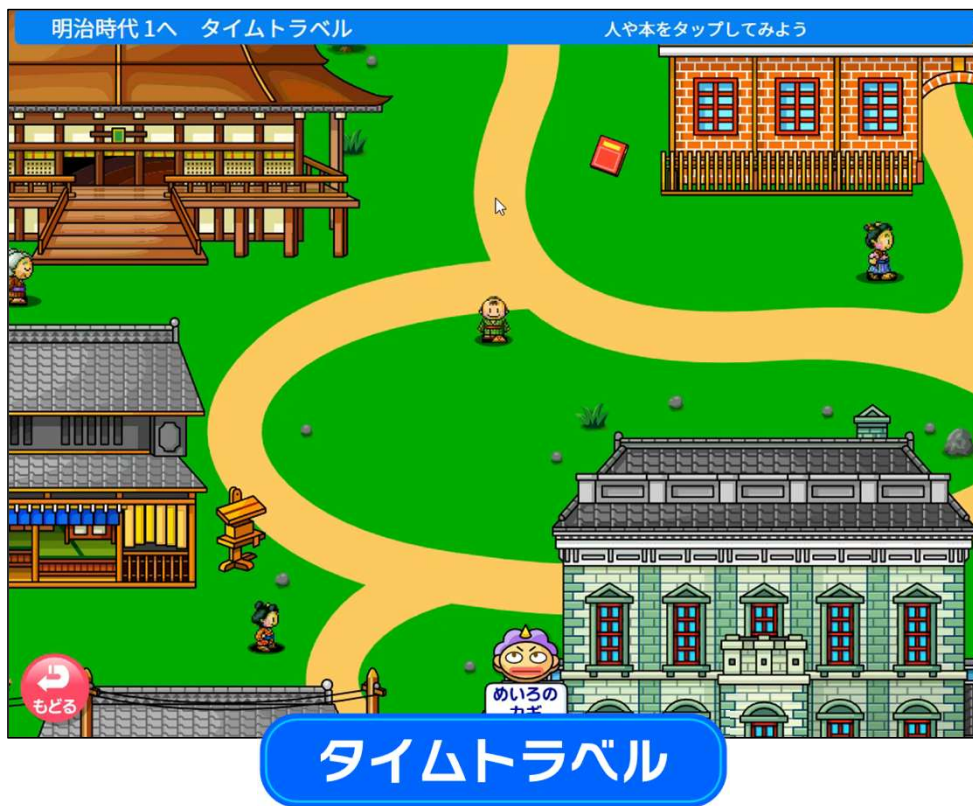 明治時代 1へ　タイムトラベル
人や本をタップしてみよう
もどる
めいろの
カギ
タイムトラベル